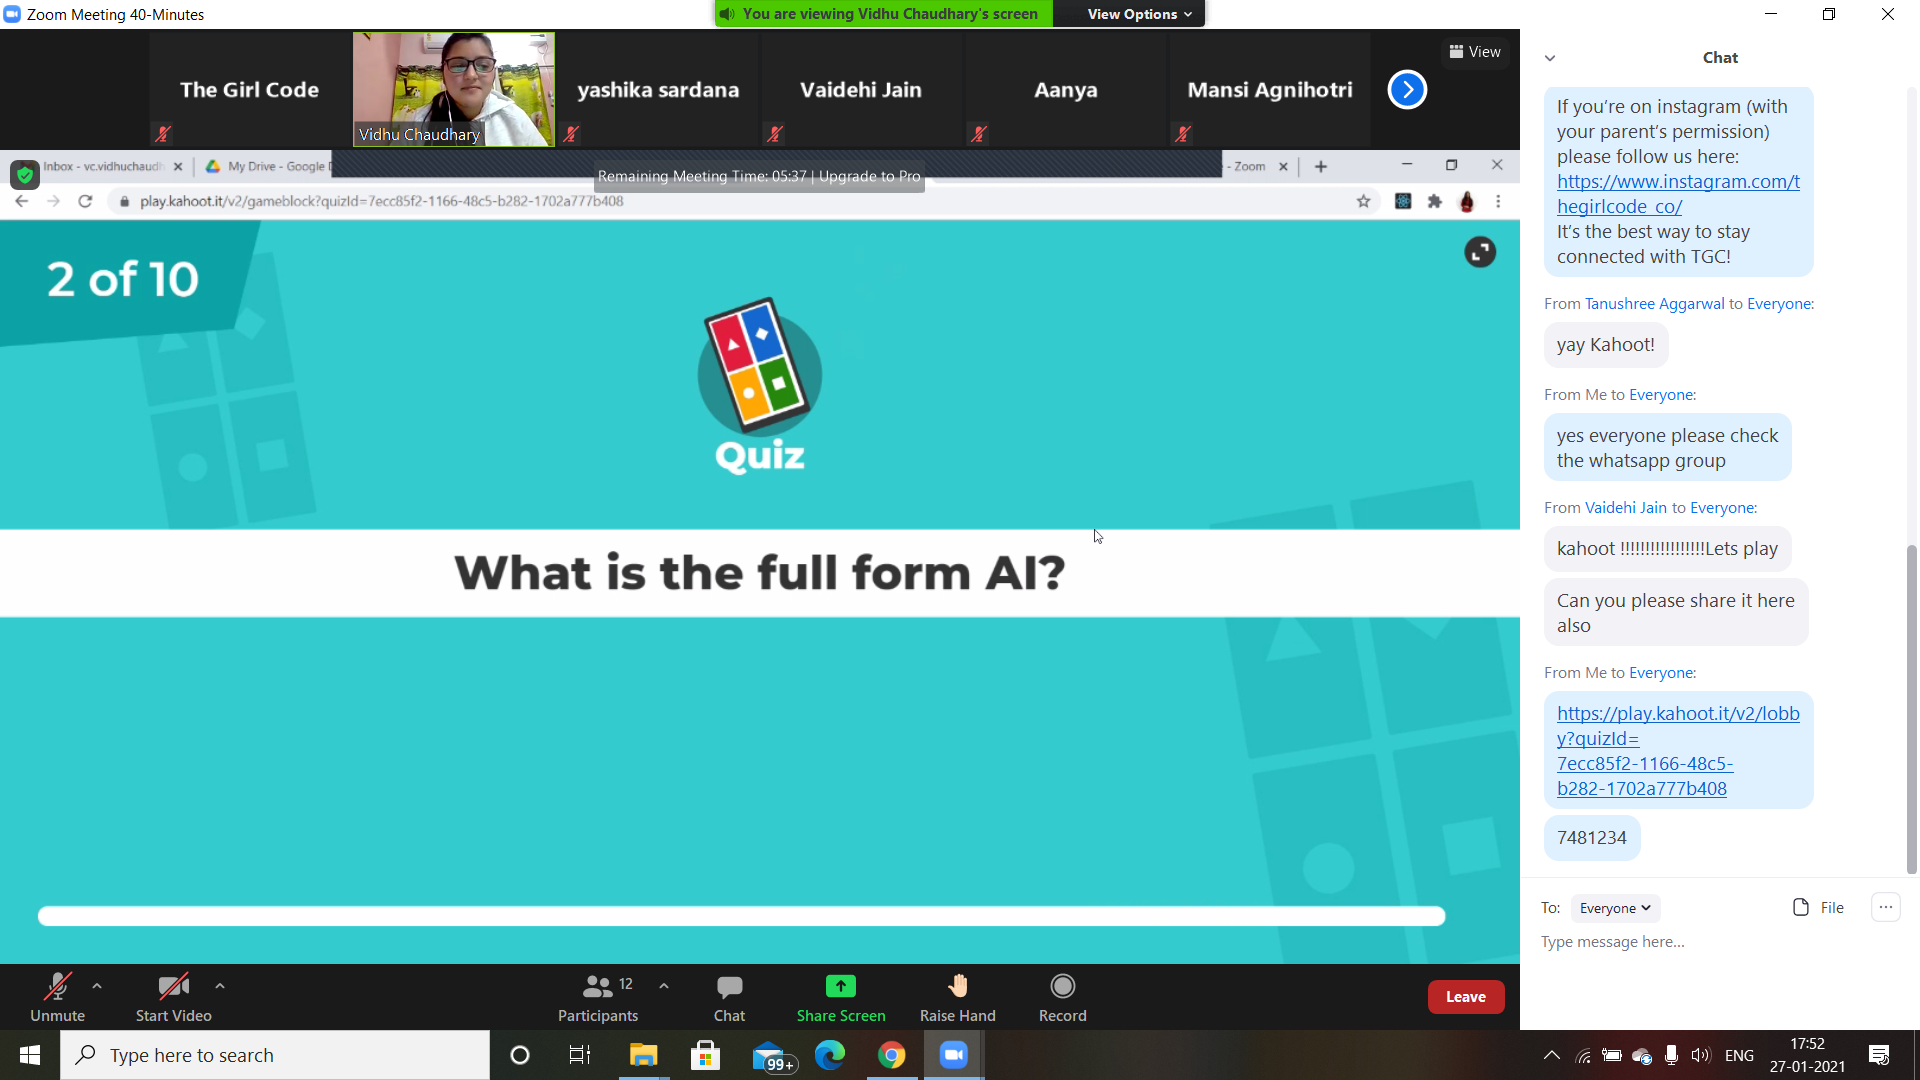 Zoom Meeting 40-Minutes
You are viewing Vidhu Chaudhary's screen
View Options
The Girl Code
Vidhu Chaudhary
yashika sardana
Vaidehi Jain
Aanya
Mansi Agnihotri
View
Inbox - vc.vidhuchaudh
My Drive - Google D
- Zoom
Remaining Meeting Time: 05:37 | Upgrade to Pro
play.kahoot.it/v2/gameblock?quizId=7ecc85f2-1166-48c5-b282-1702a777b408
2 of 10
Quiz
What is the full form AI?
Unmute
Start Video
12
Participants
Chat
Share Screen
Raise Hand
Record
Leave
Chat
If you're on instagram (with
your parent's permission)
please follow us here:
https://www.instagram.com/t
hegirlcode_co/
It's the best way to stay
connected with TGC!
From Tanushree Aggarwal to Everyone:
yay Kahoot!
From Me to Everyone:
yes everyone please check
the whatsapp group
From Vaidehi Jain to Everyone:
kahoot !!!!!!!!!!!!!!!!!Lets play
Can you please share it here
also
From Me to Everyone:
https://play.kahoot.it/v2/lobb
y?quizId=
7ecc85f2-1166-48c5-
b282-1702a777b408
7481234
To: Everyone
File
Type message here...
Type here to search
99+
ENG
17:52
27-01-2021